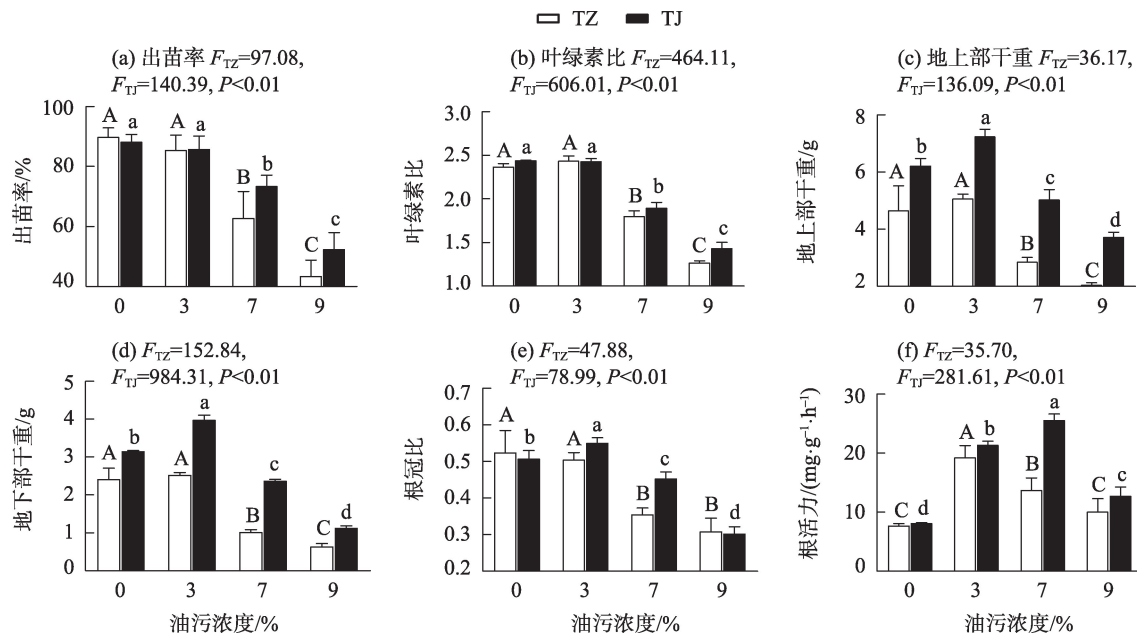 TZ TJ
(a) 出苗率 F_TZ=97.08,
F_TJ=140.39, P<0.01
100
80
60
40
出苗率/%
A a A a B b C c
0 3 7 9
(b) 叶绿素比 F_TZ=464.11,
F_TJ=606.01, P<0.01
3.0
2.5
2.0
1.5
1.0
叶绿素比
A a A a B b C c
0 3 7 9
(c) 地上部干重 F_TZ=36.17,
F_TJ=136.09, P<0.01
8
6
4
2
地上部干重/g
A b A a B c C d
0 3 7 9
(d) F_TZ=152.84,
F_TJ=984.31, P<0.01
5
4
3
2
1
0
地下部干重/g
A b A a B c C d
0 3 7 9
油污浓度/%
(e) F_TZ=47.88,
F_TJ=78.99, P<0.01
0.7
0.6
0.5
0.4
0.3
0.2
根冠比
A b A a B c B d
0 3 7 9
油污浓度/%
(f) F_TZ=35.70,
F_TJ=281.61, P<0.01
30
20
10
0
根活力/(mg·g⁻¹·h⁻¹)
C d A b B a C c
0 3 7 9
油污浓度/%